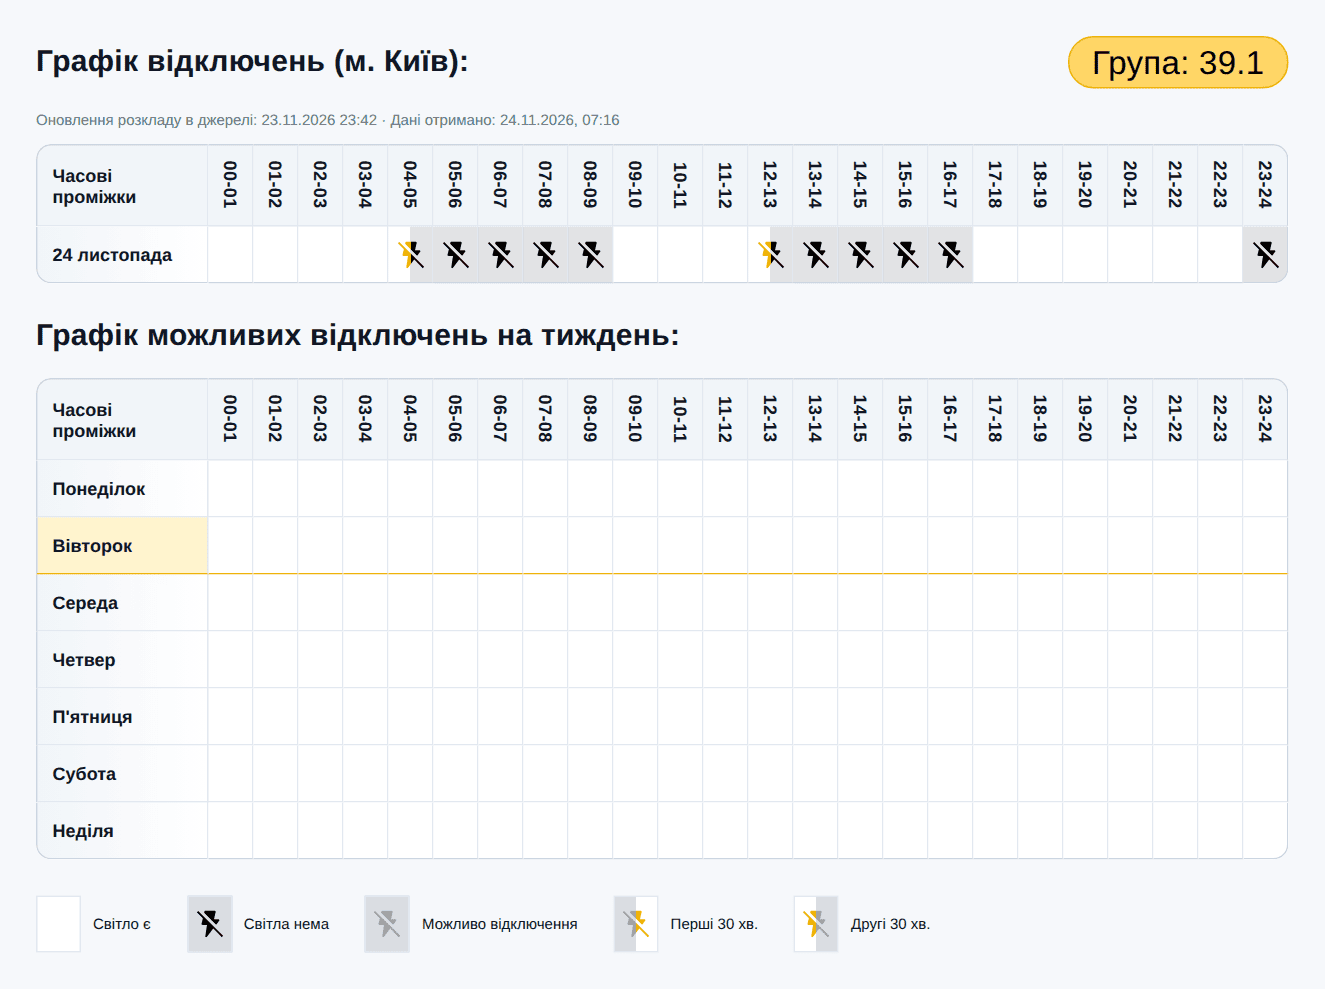 Графік відключень (м. Київ):
Група: 39.1
Оновлення розкладу в джерелі: 23.11.2026 23:42 · Дані отримано: 24.11.2026, 07:16
Часові проміжки 00-01 01-02 02-03 03-04 04-05 05-06 06-07 07-08 08-09 09-10 10-11 11-12 12-13 13-14 14-15 15-16 16-17 17-18 18-19 19-20 20-21 21-22 22-23 23-24
24 листопада
Графік можливих відключень на тиждень:
Часові проміжки 00-01 01-02 02-03 03-04 04-05 05-06 06-07 07-08 08-09 09-10 10-11 11-12 12-13 13-14 14-15 15-16 16-17 17-18 18-19 19-20 20-21 21-22 22-23 23-24
Понеділок
Вівторок
Середа
Четвер
П'ятниця
Субота
Неділя
Світло є Світла нема Можливо відключення Перші 30 хв. Другі 30 хв.